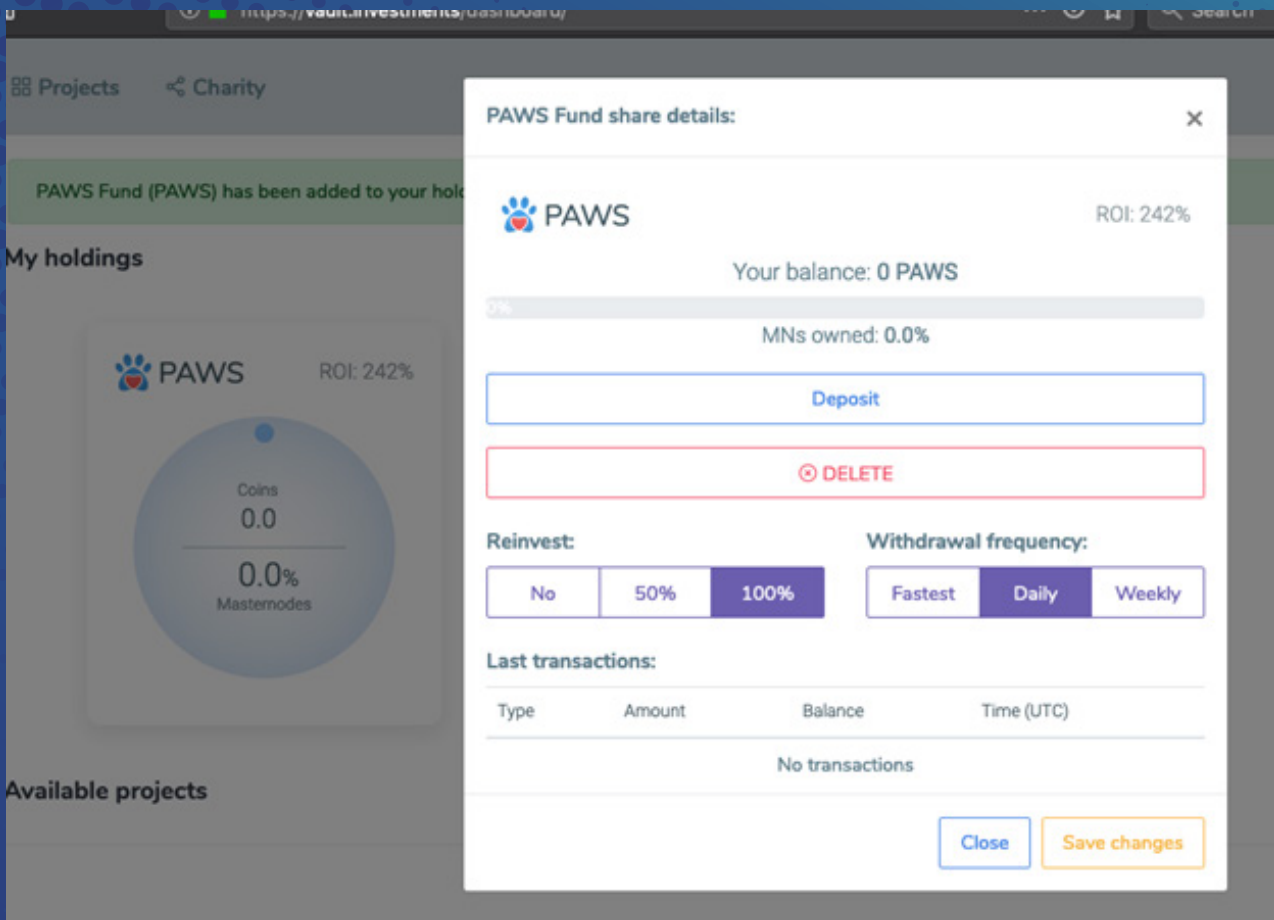 https://vault.investments/dashboard/
Search
Projects Charity
PAWS Fund (PAWS) has been added to your
My holdings
PAWS ROI: 242%
Coins
0.0
0.0%
Masternodes
Available projects
PAWS Fund share details: ×
PAWS ROI: 242%
Your balance: 0 PAWS
0%
MNs owned: 0.0%
Deposit
DELETE
Reinvest: Withdrawal frequency:
No 50% 100% Fastest Daily Weekly
Last transactions:
Type Amount Balance Time (UTC)
No transactions
Close Save changes